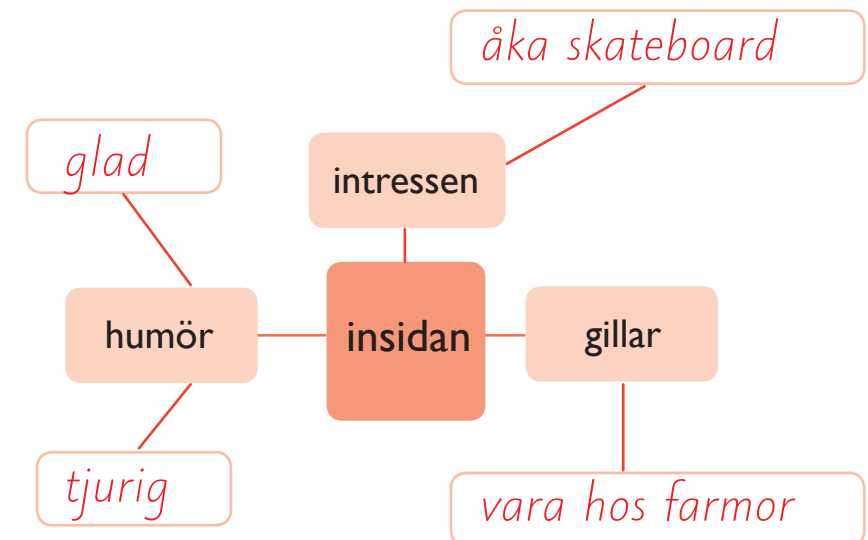 åka skateboard
glad
intressen
humör
insidan
gillar
tjurig
vara hos farmor